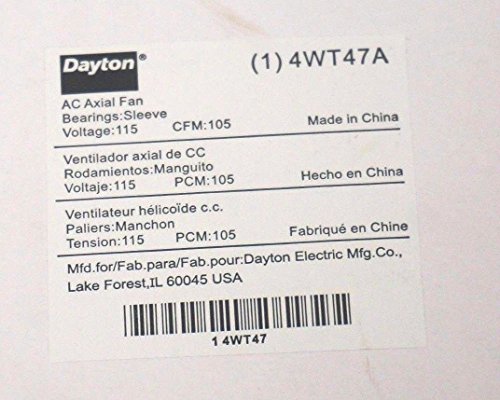 Dayton® (1) 4WT47A
AC Axial Fan
Bearings:Sleeve
Voltage:115 CFM:105 Made in China
Ventilador axial de CC
Rodamientos:Manguito
Voltaje:115 PCM:105 Hecho en China
Ventilateur hélicoïde c.c.
Paliers:Manchon
Tension:115 PCM:105 Fabriqué en Chine
Mfd.for/Fab.para/Fab.pour:Dayton Electric Mfg.Co.,
Lake Forest,IL 60045 USA
1 4WT47